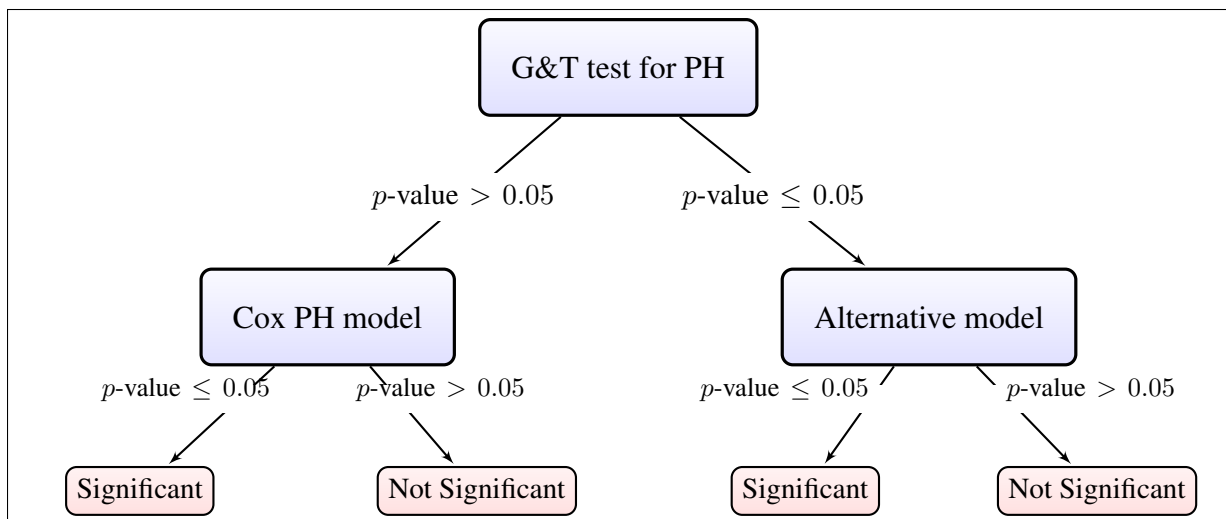 G&T test for PH
p-value > 0.05
p-value ≤ 0.05
Cox PH model
Alternative model
p-value ≤ 0.05
p-value > 0.05
p-value ≤ 0.05
p-value > 0.05
Significant
Not Significant
Significant
Not Significant